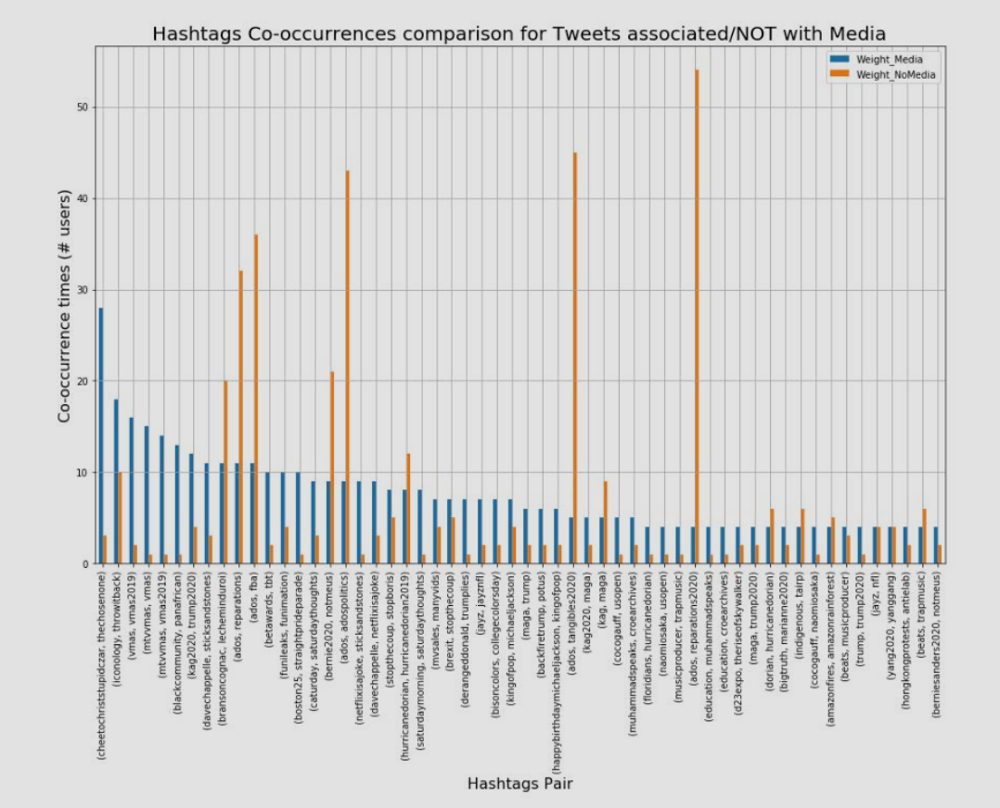 Hashtags Co-occurrences comparison for Tweets associated/NOT with Media
Weight_Media
Weight_NoMedia
Co-occurrence times (# users)
50
40
30
20
10
0
(cheetochriststupidczar, thechosenone)
(iconology, throwitback)
(vmas, vmas2019)
(mtvvmas, vmas)
(mtvvmas, vmas2019)
(blackcommunity, panafrican)
(kag2020, trump2020)
(davechappelle, sticksandstones)
(bransoncognac, lecheminduroi)
(ados, reparations)
(ados, fba)
(betawards, tbt)
(funileaks, funimation)
(boston25, straightprideparade)
(caturday, saturdaythoughts)
(bernie2020, notmeus)
(ados, adospolitics)
(netflixisajoke, sticksandstones)
(davechappelle, netflixisajoke)
(stopthecoup, stopboris)
(hurricanedorian, hurricanedorian2019)
(saturdaymorning, saturdaythoughts)
(mvsales, manyvids)
(brexit, stopthecoup)
(derangeddonald, trumplies)
(jayz, jayznfl)
(bisoncolors, collegecolorsday)
(kingofpop, michaeljackson)
(maga, trump)
(backfiretrump, potus)
(happybirthdaymichaeljackson, kingofpop)
(ados, tangibles2020)
(kag2020, maga)
(kag, maga)
(cocogauff, usopen)
(muhammadspeaks, croearchives)
(floridians, hurricanedorian)
(naomiosaka, usopen)
(musicproducer, trapmusic)
(ados, reparations2020)
(education, muhammadspeaks)
(education, croearchives)
(d23expo, theriseofskywalker)
(maga, trump2020)
(dorian, hurricanedorian)
(bigtruth, marianne2020)
(indigenous, tairp)
(cocogauff, naomiosaka)
(amazonfires, amazonrainforest)
(beats, musicproducer)
(trump, trump2020)
(jayz, nfl)
(yang2020, yanggang)
(hongkongprotests, antielab)
(beats, trapmusic)
(berniesanders2020, notmeus)
Hashtags Pair